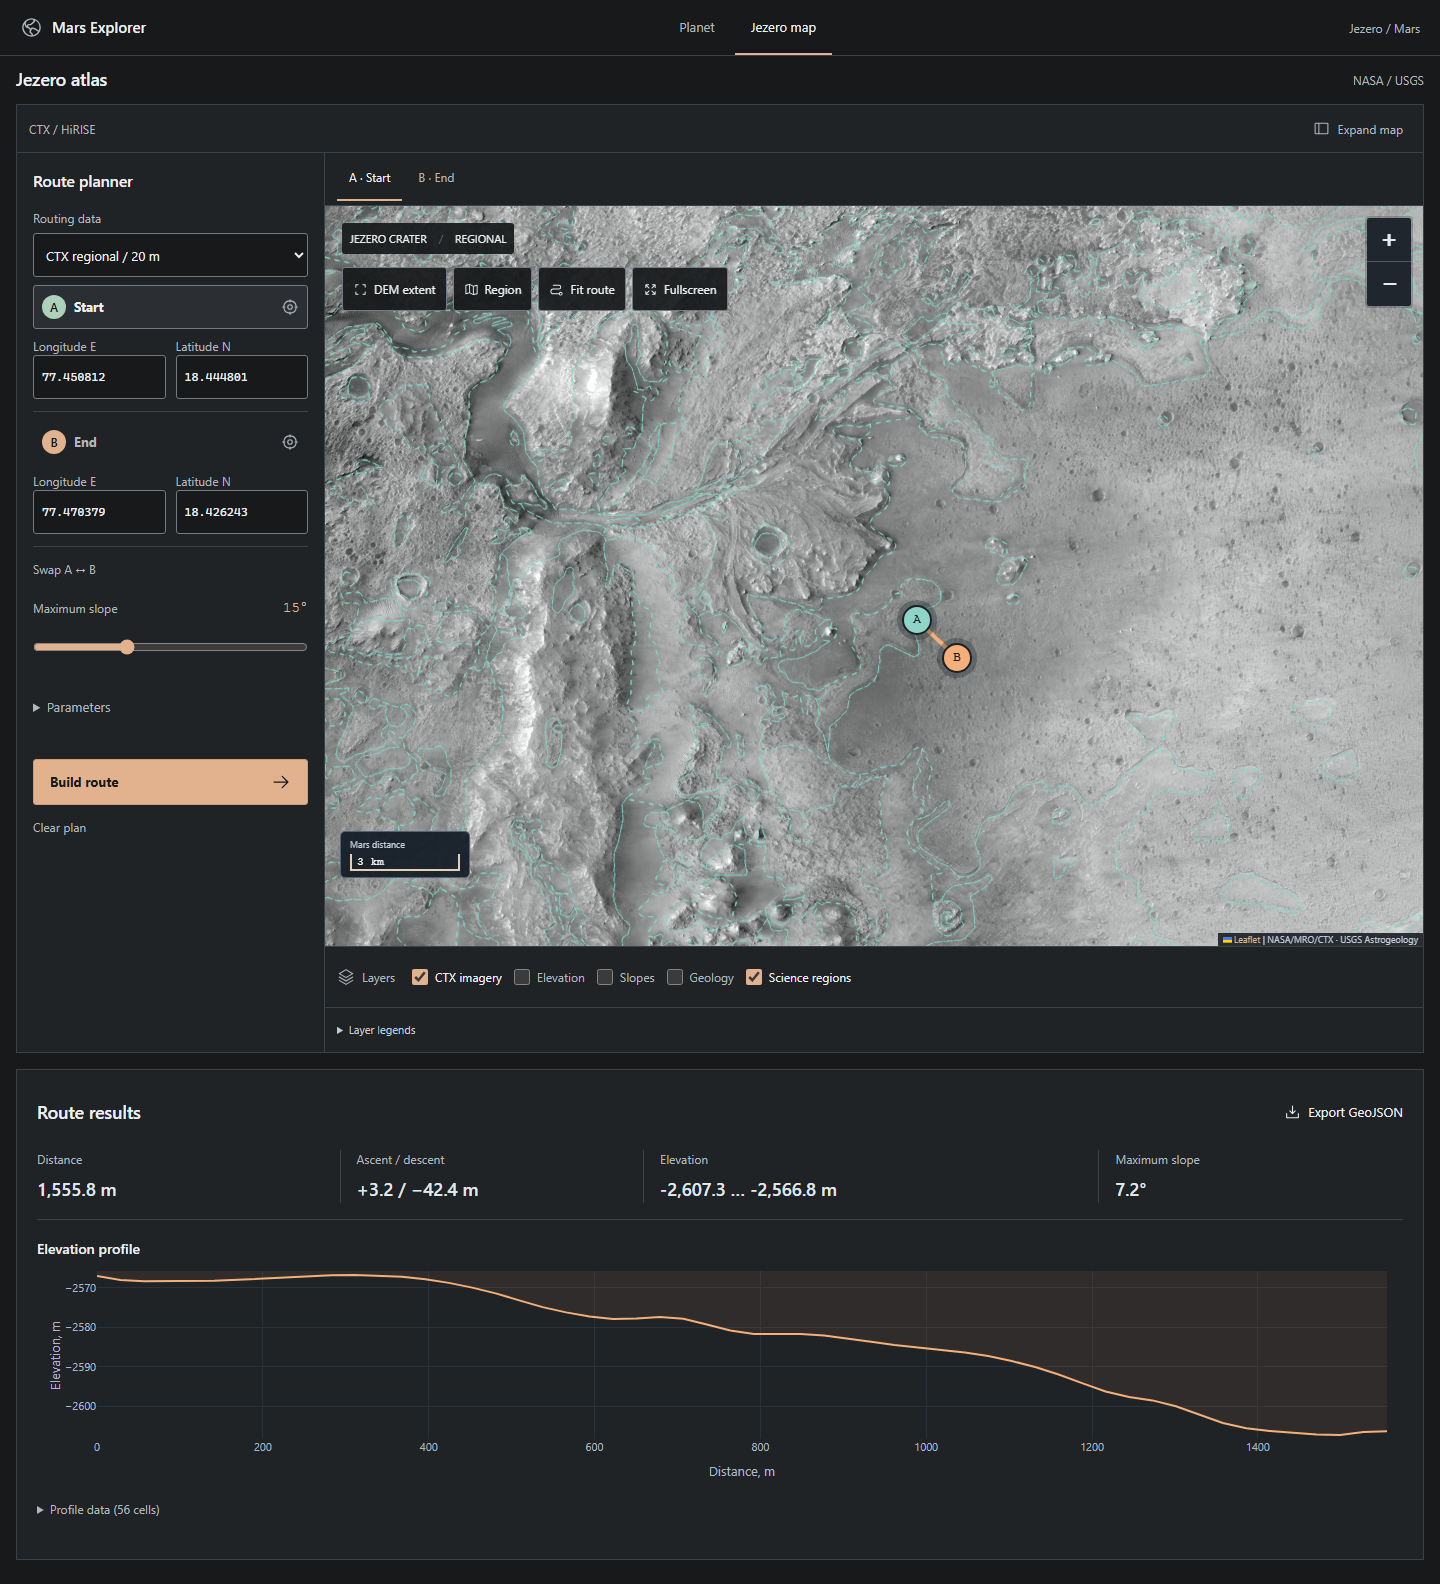 Mars Explorer
Planet
Jezero map
Jezero / Mars
Jezero atlas
NASA / USGS
CTX / HiRISE
Expand map
Route planner
Routing data
CTX regional / 20 m
A
Start
Longitude E
Latitude N
77.450812
18.444801
B
End
Longitude E
Latitude N
77.470379
18.426243
Swap A ↔ B
Maximum slope
15°
Parameters
Build route
Clear plan
A · Start
B · End
JEZERO CRATER / REGIONAL
DEM extent
Region
Fit route
Fullscreen
+
−
A
B
Mars distance
3 km
Leaflet | NASA/MRO/CTX · USGS Astrogeology
Layers
CTX imagery
Elevation
Slopes
Geology
Science regions
Layer legends
Route results
Export GeoJSON
Distance
1,555.8 m
Ascent / descent
+3.2 / −42.4 m
Elevation
-2,607.3 ... -2,566.8 m
Maximum slope
7.2°
Elevation profile
Elevation, m
−2570
−2580
−2590
−2600
0
200
400
600
800
1000
1200
1400
Distance, m
Profile data (56 cells)